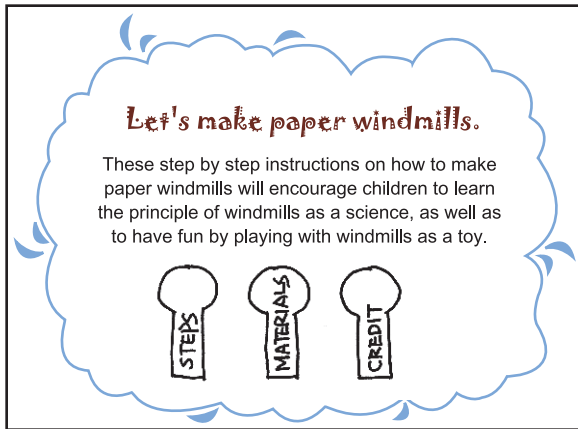 Let's make paper windmills.
These step by step instructions on how to make
paper windmills will encourage children to learn
the principle of windmills as a science, as well as
to have fun by playing with windmills as a toy.
STEPS
MATERIALS
CREDIT